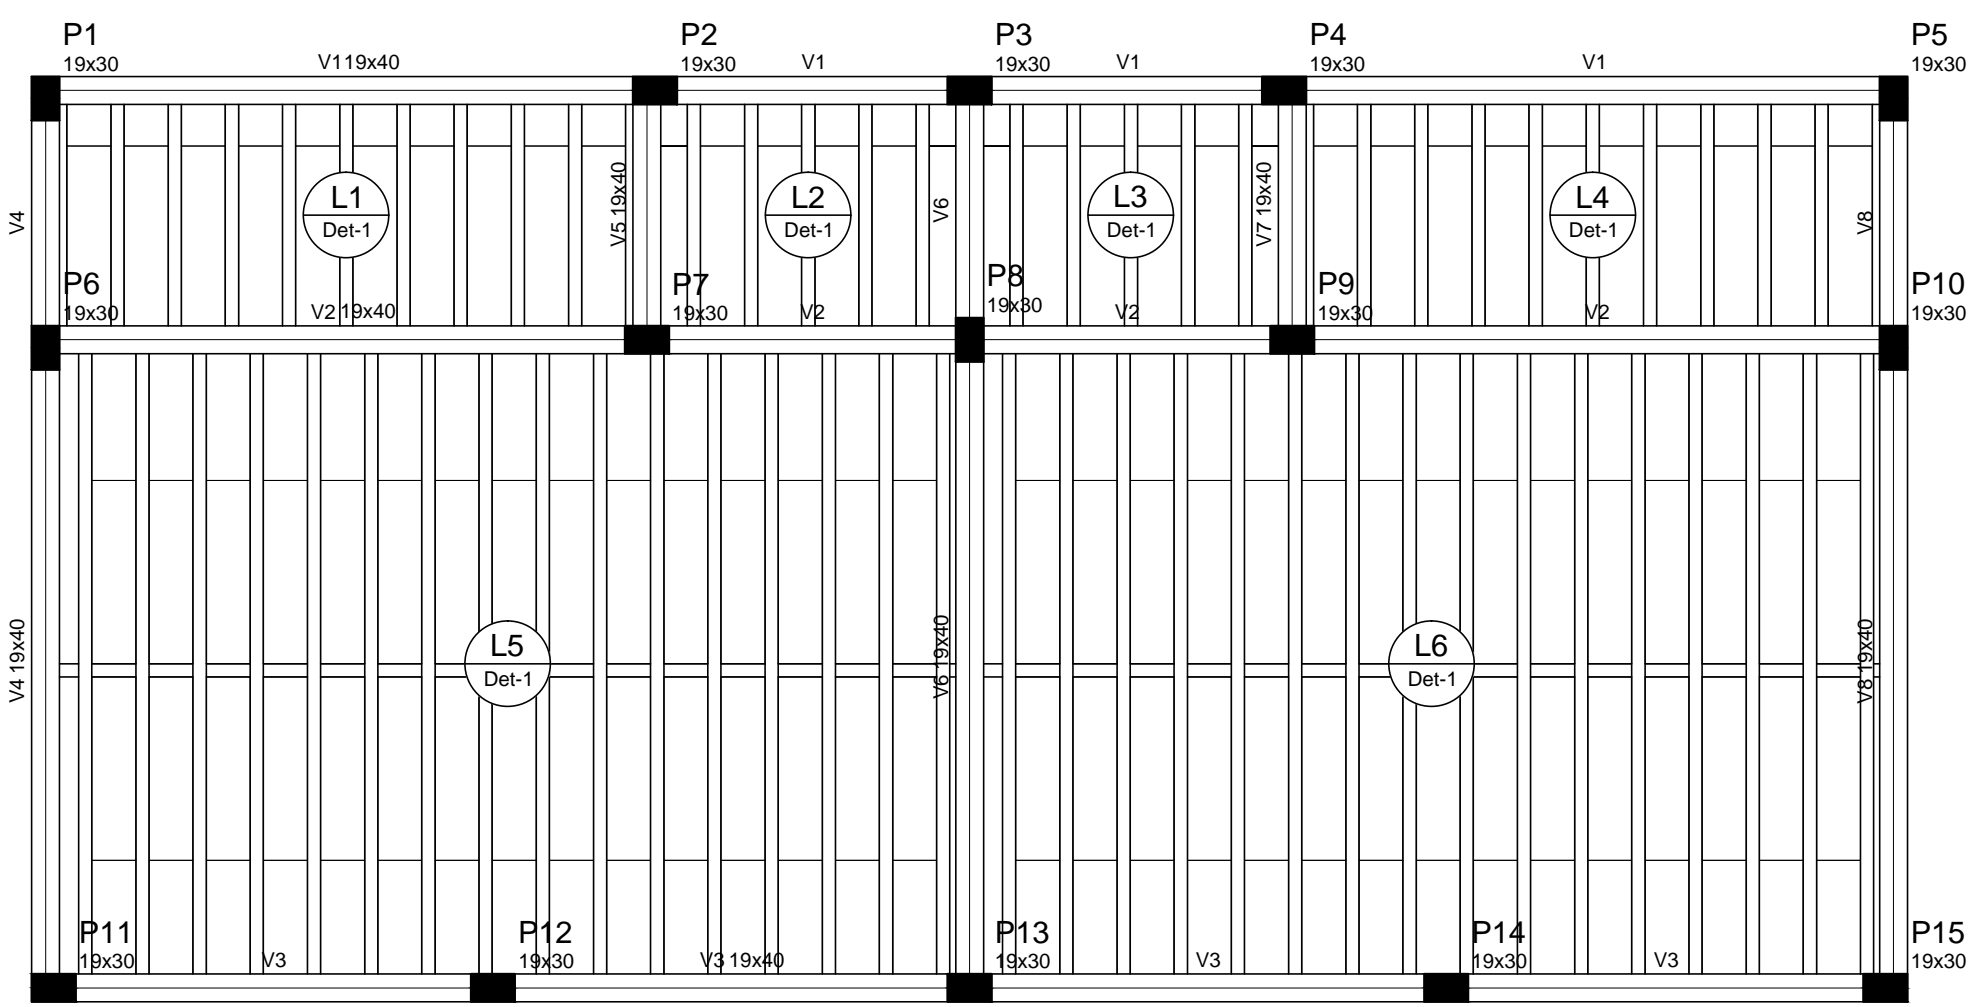 P1
19x30
V1 19x40
P2
19x30
V1
P3
19x30
V1
P4
19x30
V1
P5
19x30
V4
L1
Det-1
V5 19x40
L2
Det-1
V6
L3
Det-1
V7 19x40
L4
Det-1
V8
P6
19x30
V2 19x40
P7
19x30
V2
P8
19x30
V2
P9
19x30
V2
P10
19x30
V4 19x40
L5
Det-1
V6 19x40
L6
Det-1
V8 19x40
P11
19x30
V3
P12
19x30
V3 19x40
P13
19x30
V3
P14
19x30
V3
P15
19x30